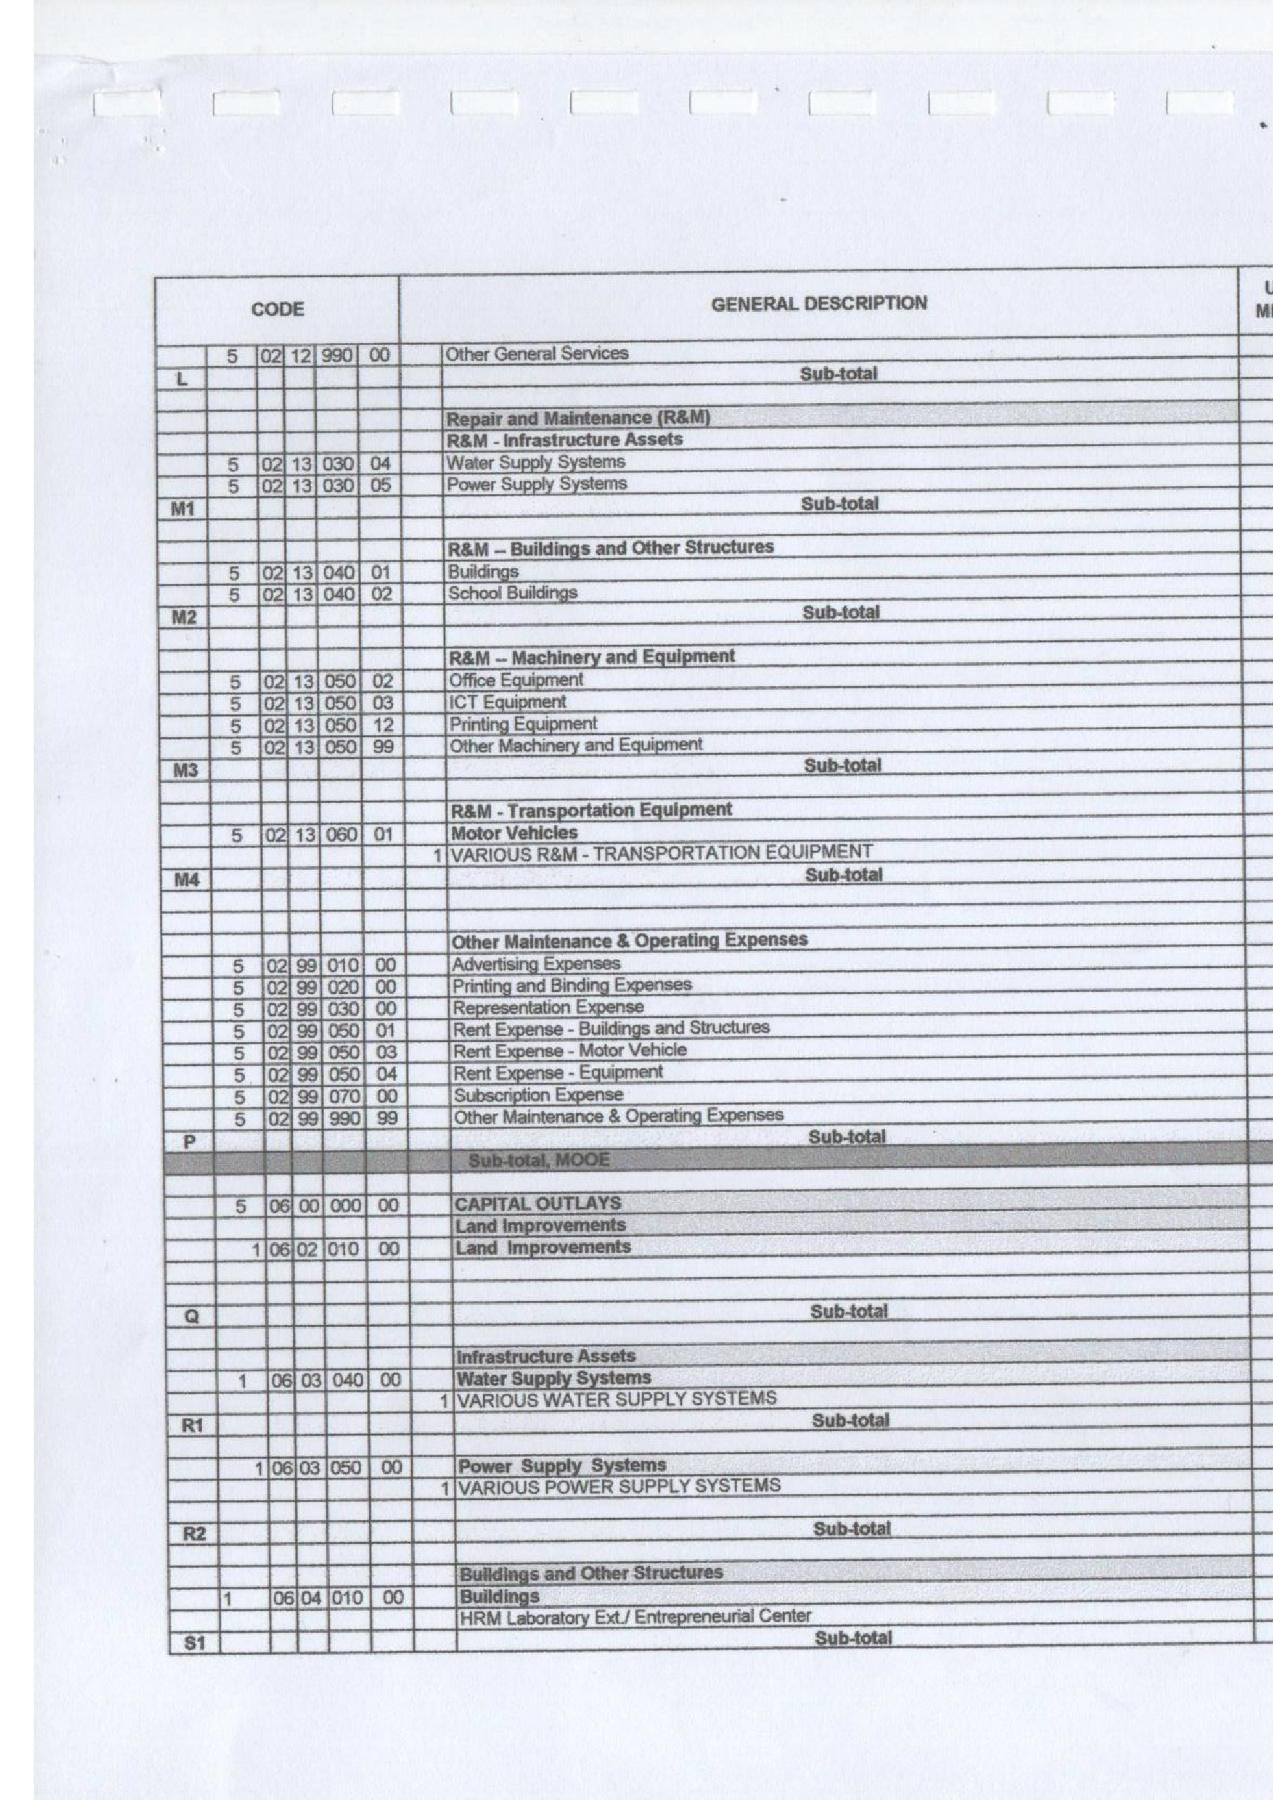 CODE GENERAL DESCRIPTION
5 02 12 990 00 Other General Services
L Sub-total
Repair and Maintenance (R&M)
R&M - Infrastructure Assets
5 02 13 030 04 Water Supply Systems
5 02 13 030 05 Power Supply Systems
M1 Sub-total
R&M – Buildings and Other Structures
5 02 13 040 01 Buildings
5 02 13 040 02 School Buildings
M2 Sub-total
R&M – Machinery and Equipment
5 02 13 050 02 Office Equipment
5 02 13 050 03 ICT Equipment
5 02 13 050 12 Printing Equipment
5 02 13 050 99 Other Machinery and Equipment
M3 Sub-total
R&M - Transportation Equipment
5 02 13 060 01 Motor Vehicles
1 VARIOUS R&M - TRANSPORTATION EQUIPMENT
M4 Sub-total
Other Maintenance & Operating Expenses
5 02 99 010 00 Advertising Expenses
5 02 99 020 00 Printing and Binding Expenses
5 02 99 030 00 Representation Expense
5 02 99 050 01 Rent Expense - Buildings and Structures
5 02 99 050 03 Rent Expense - Motor Vehicle
5 02 99 050 04 Rent Expense - Equipment
5 02 99 070 00 Subscription Expense
5 02 99 990 99 Other Maintenance & Operating Expenses
P Sub-total
Sub-total, MOOE
5 06 00 000 00 CAPITAL OUTLAYS
Land Improvements
1 06 02 010 00 Land Improvements
Q Sub-total
Infrastructure Assets
1 06 03 040 00 Water Supply Systems
1 VARIOUS WATER SUPPLY SYSTEMS
R1 Sub-total
1 06 03 050 00 Power Supply Systems
1 VARIOUS POWER SUPPLY SYSTEMS
R2 Sub-total
Buildings and Other Structures
1 06 04 010 00 Buildings
HRM Laboratory Ext./ Entrepreneurial Center
S1 Sub-total